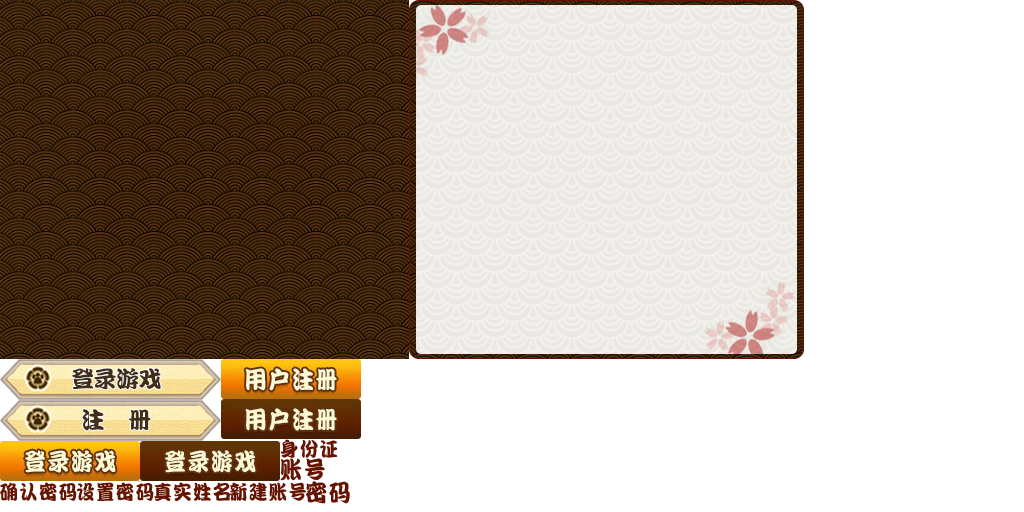 登录游戏
用户注册
注 册
用户注册
登录游戏
登录游戏
身份证
账号
确认密码设置密码真实姓名新建账号密码